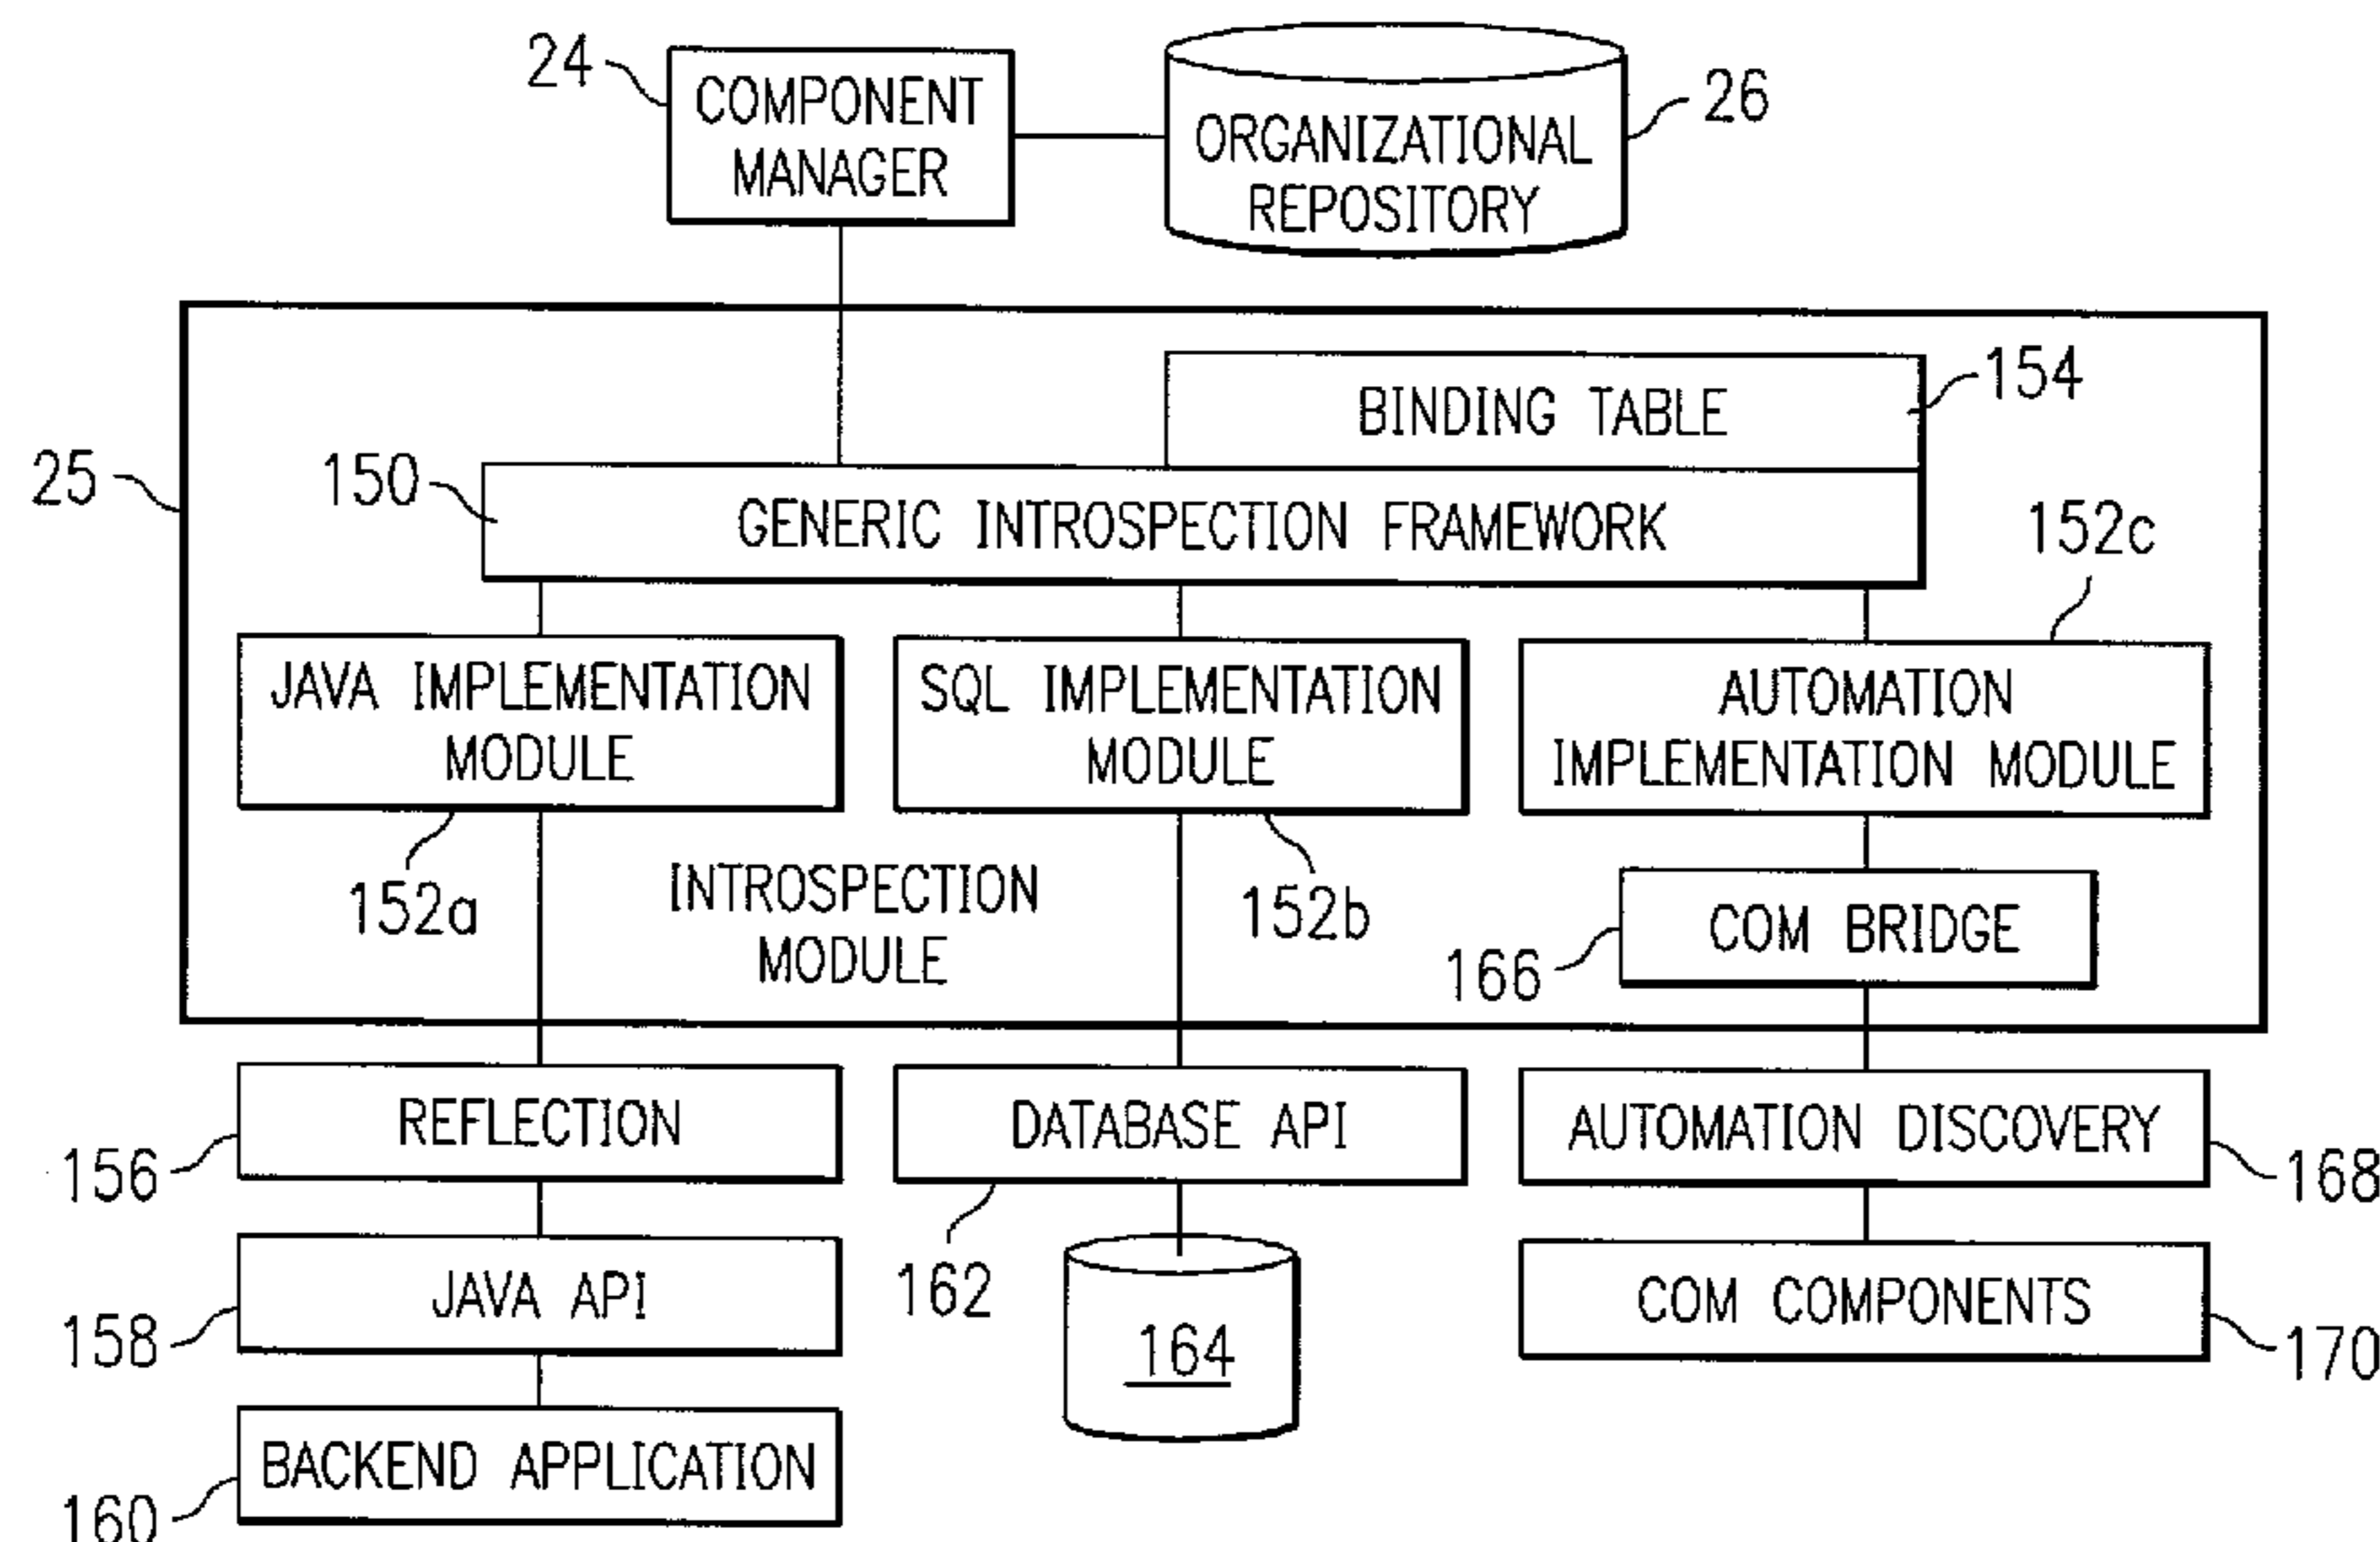 24
COMPONENT
MANAGER
ORGANIZATIONAL
REPOSITORY
26
BINDING TABLE
154
25
150
GENERIC INTROSPECTION FRAMEWORK
152c
JAVA IMPLEMENTATION
MODULE
SQL IMPLEMENTATION
MODULE
AUTOMATION
IMPLEMENTATION MODULE
152a
INTROSPECTION
MODULE
152b
166
COM BRIDGE
REFLECTION
156
DATABASE API
162
AUTOMATION DISCOVERY
168
JAVA API
158
164
COM COMPONENTS
170
BACKEND APPLICATION
160